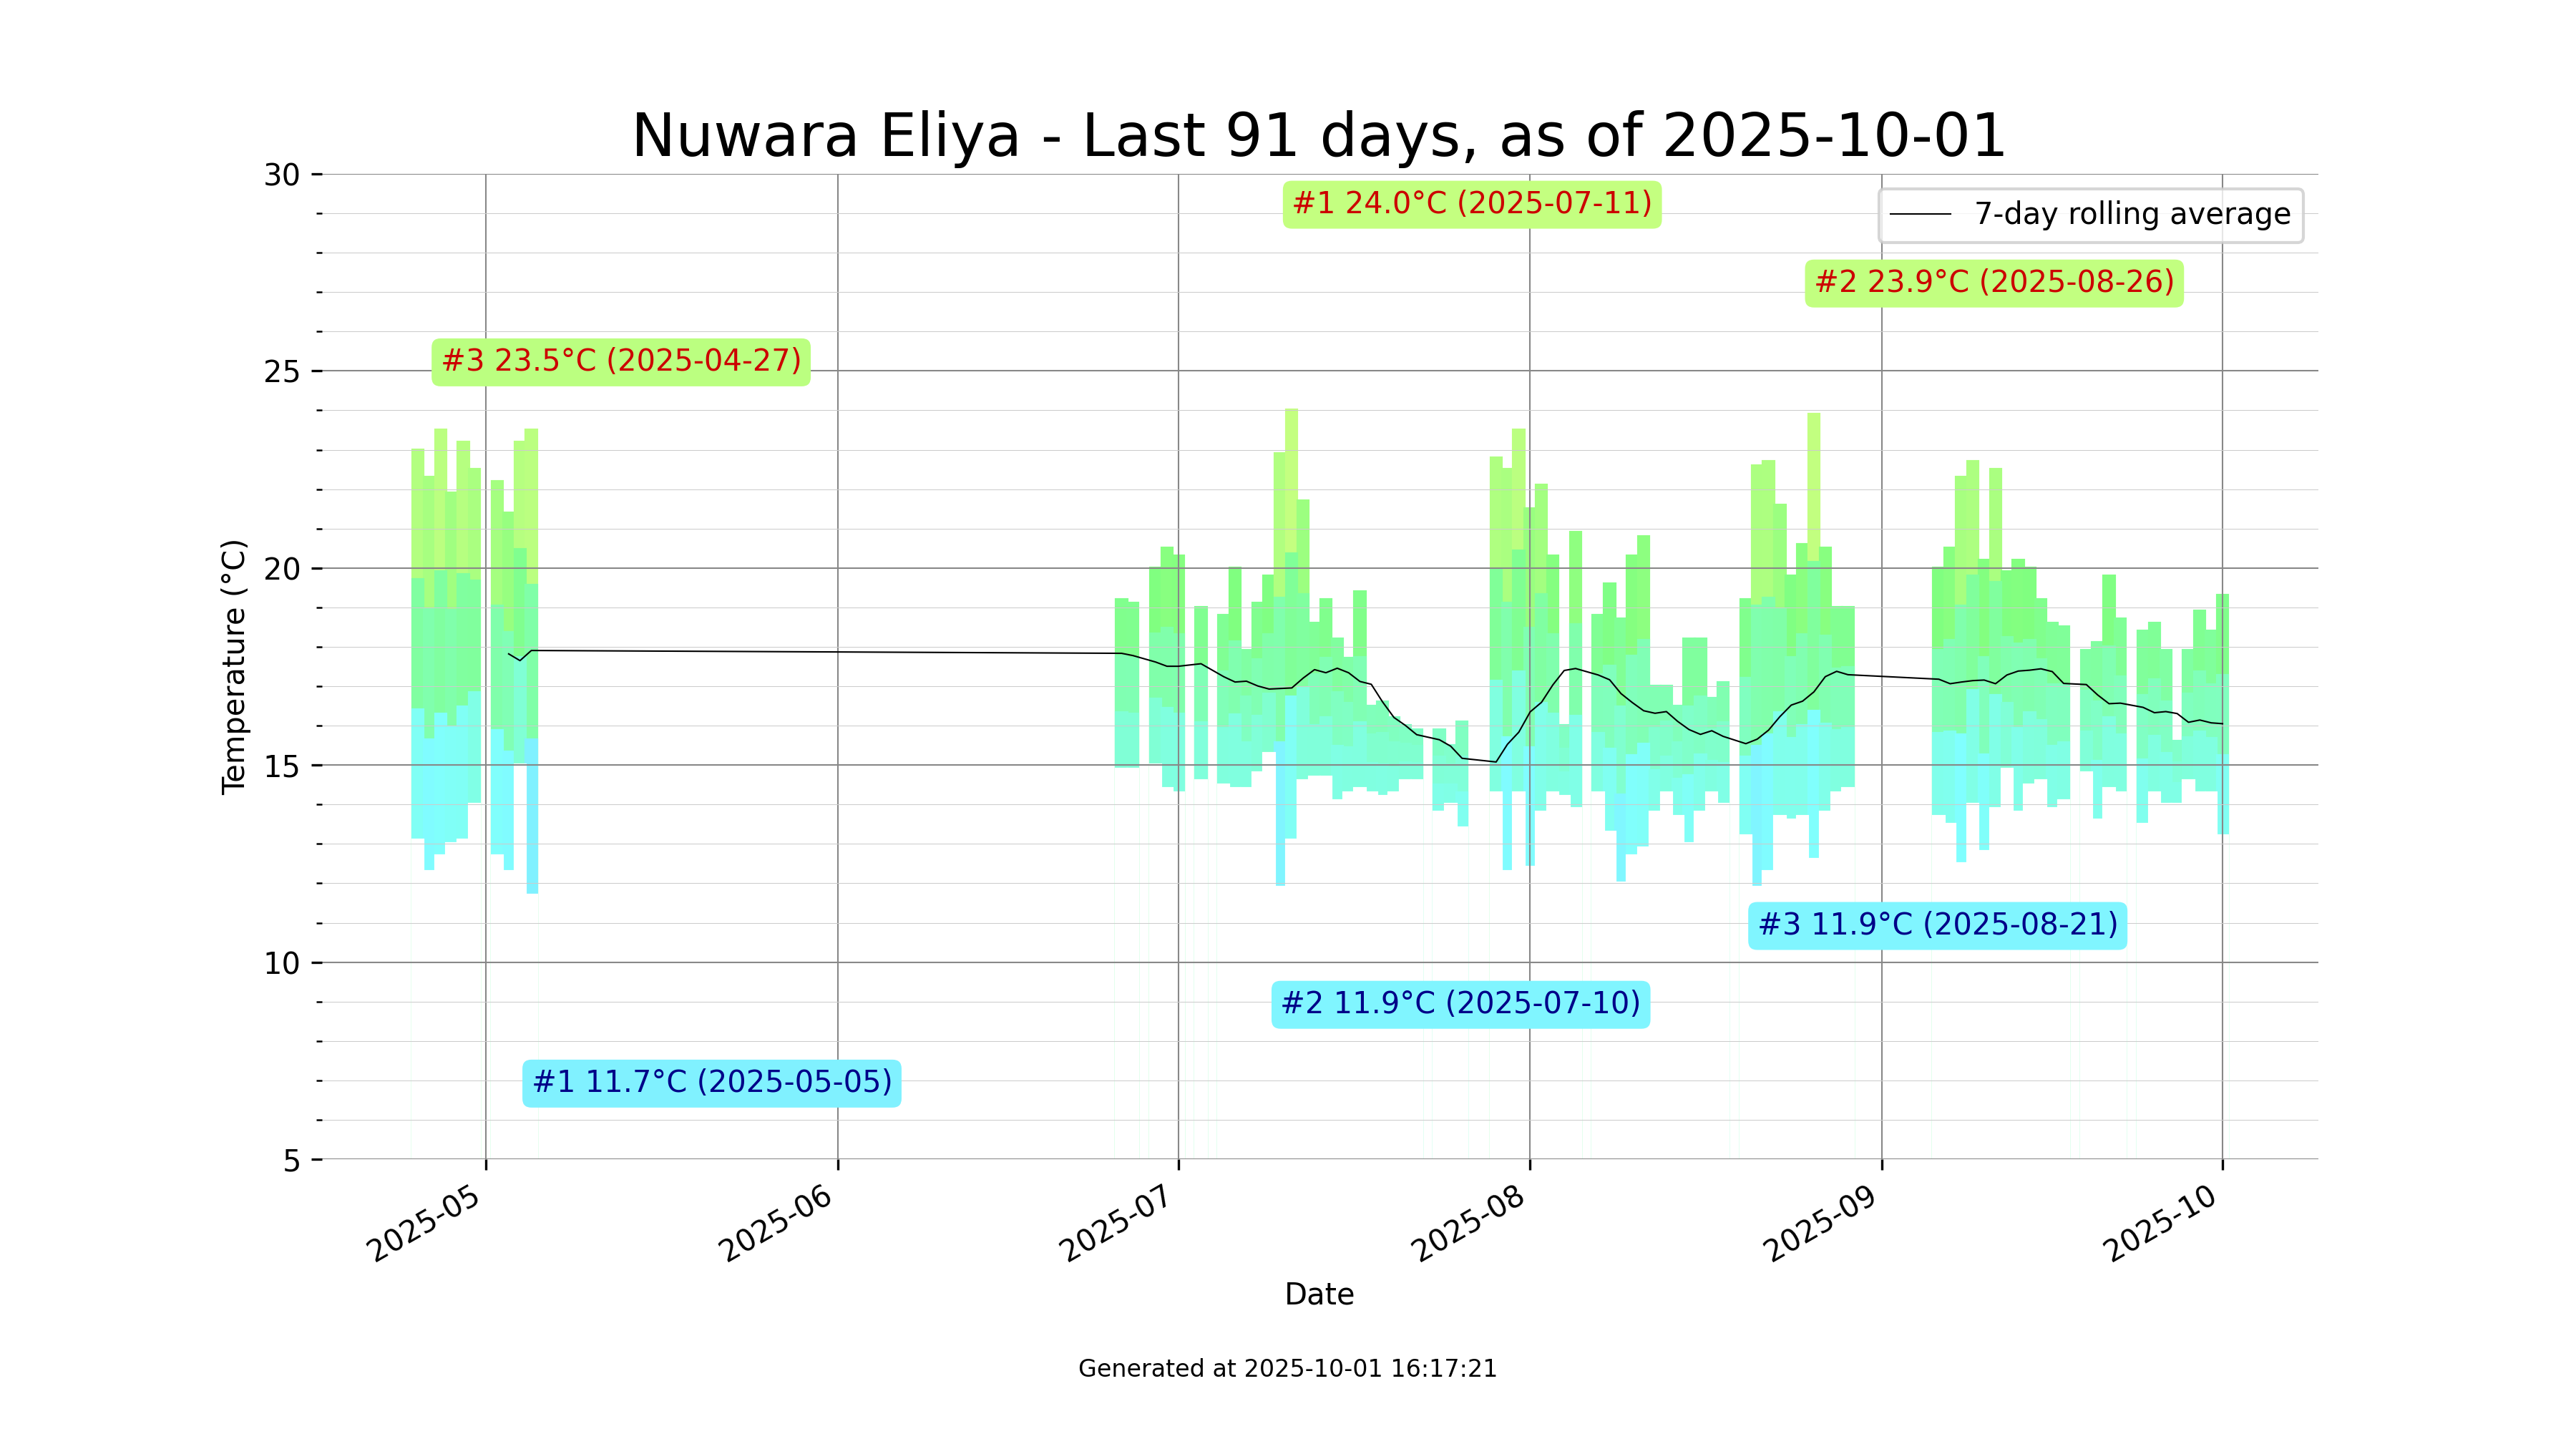 Nuwara Eliya - Last 91 days, as of 2025-10-01
30
25
20
15
10
5
Temperature (°C)
#1 24.0°C (2025-07-11)
7-day rolling average
#2 23.9°C (2025-08-26)
#3 23.5°C (2025-04-27)
#3 11.9°C (2025-08-21)
#2 11.9°C (2025-07-10)
#1 11.7°C (2025-05-05)
2025-05
2025-06
2025-07
2025-08
2025-09
2025-10
Date
Generated at 2025-10-01 16:17:21